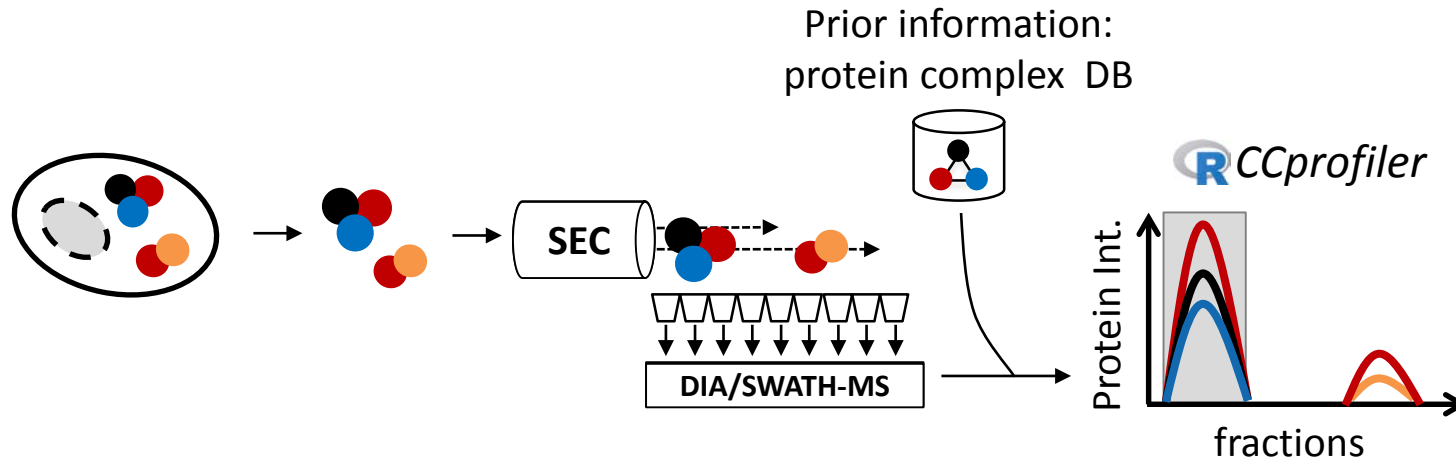 Prior information:
protein complex DB
R CCprofiler
SEC
DIA/SWATH-MS
Protein Int.
fractions